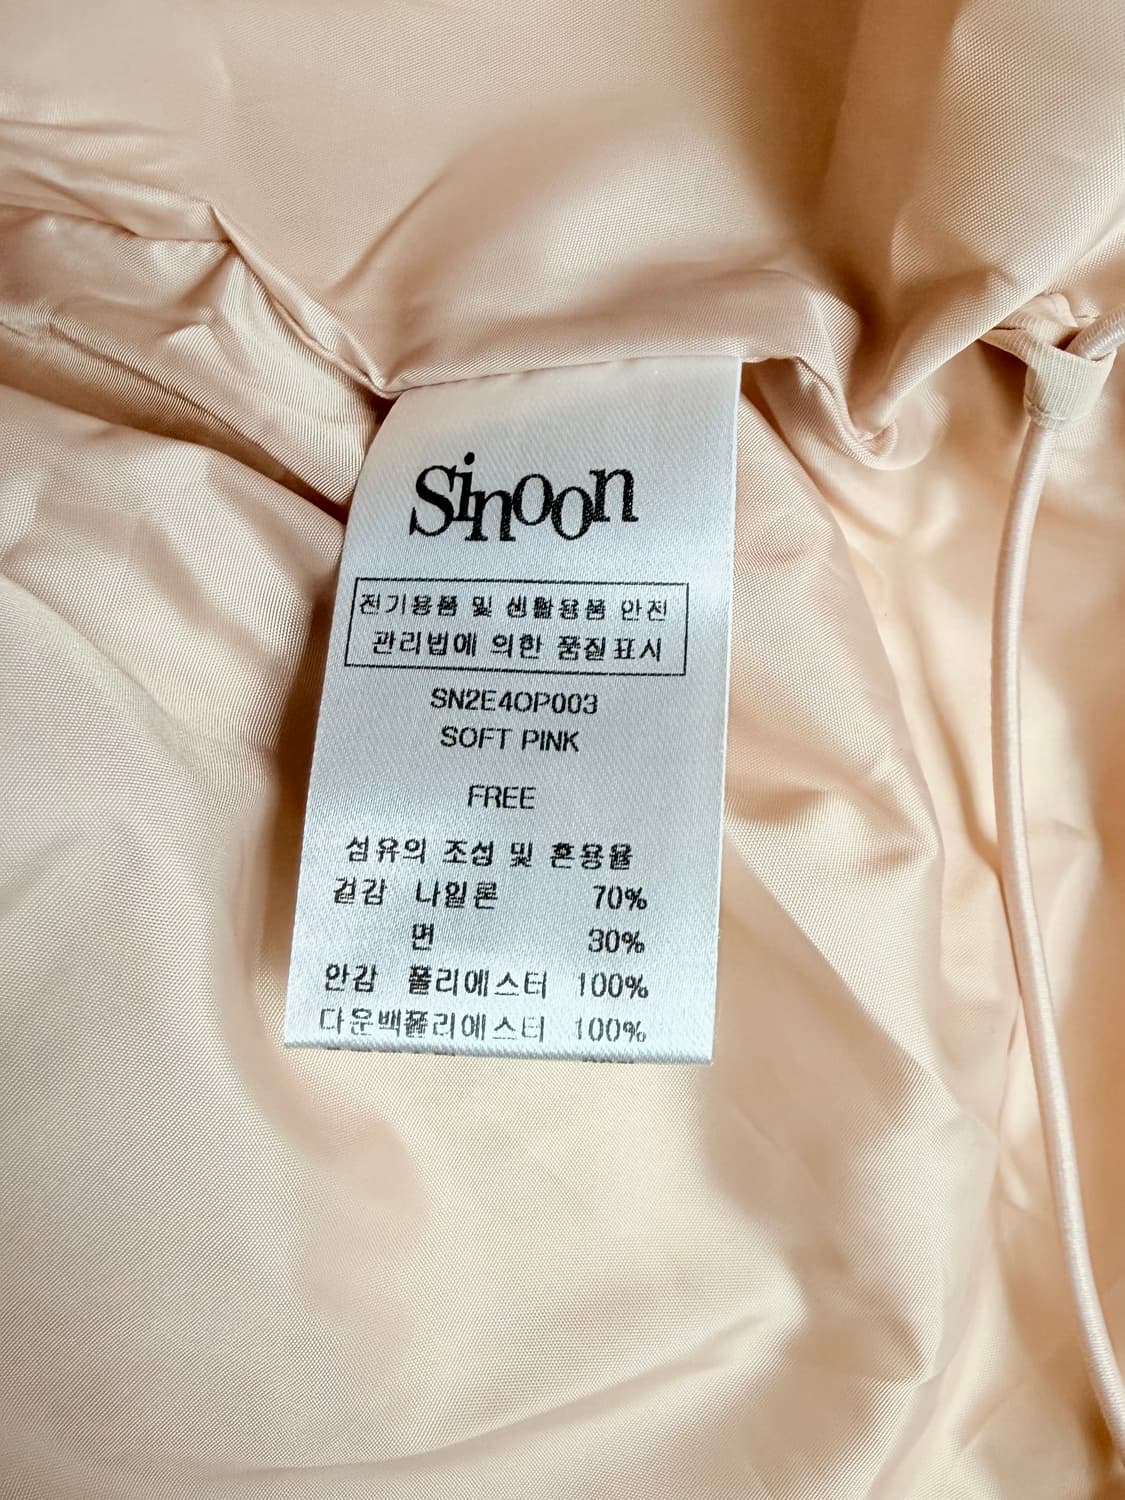 Sinoon
전기용품 및 생활용품 안전
관리법에 의한 품질표시
SN2E4OP003
SOFT PINK
FREE
섬유의 조성 및 혼용율
겉감 나일론 70%
면 30%
안감 폴리에스터 100%
다운백폴리에스터 100%